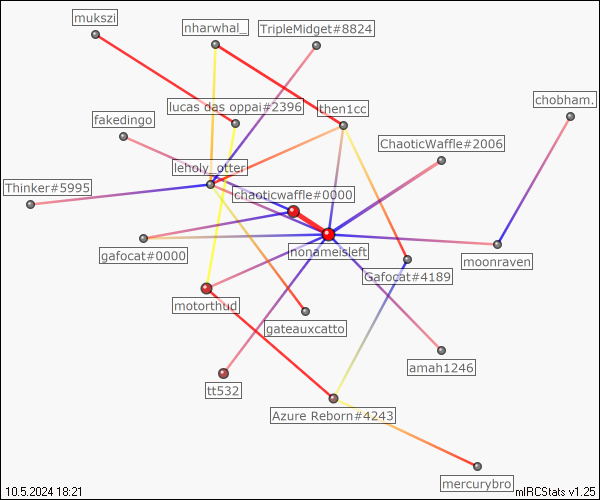 mukszi
nharwhal_
TripleMidget#8824
chobham.
lucas das oppai#2396
then1cc
fakedingo
ChaoticWaffle#2006
leholy_otter
Thinker#5995
chaoticwaffle#0000
gafocat#0000
nonameisleft
moonraven
Gafocat#4189
motorthud
gateauxcatto
amah1246
tt532
Azure Reborn#4243
mercurybro
10.5.2024 18:21
mIRCStats v1.25